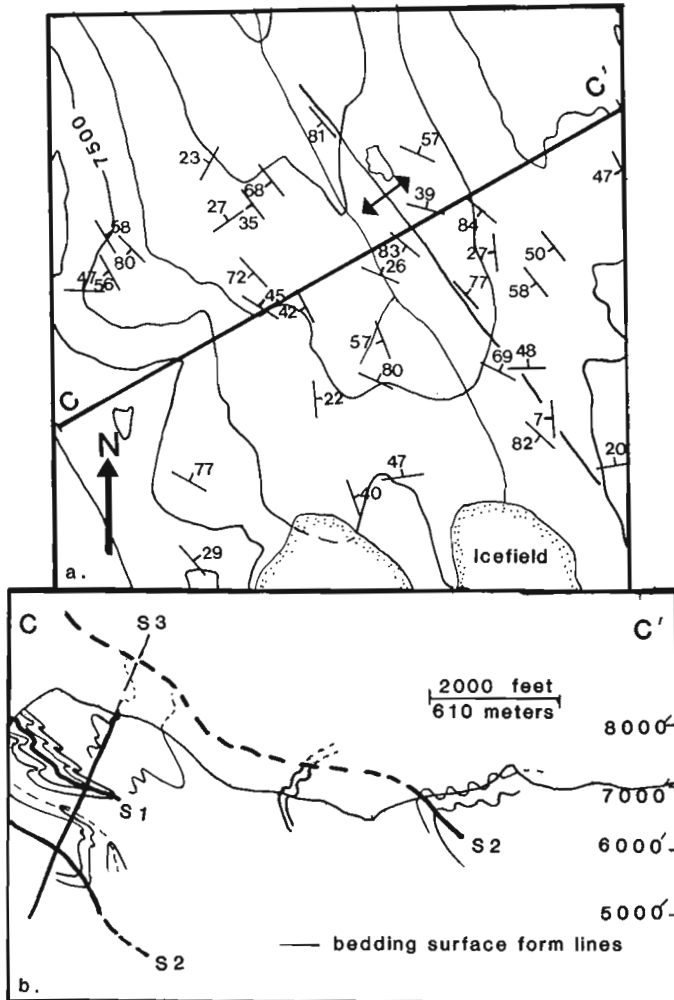 C'
7500
81
57
23
68
47
39
27
35
84
58
83
27
50
80
26
47
56
72
77
58
45
42
57
69
48
80
C
22
7
82
N
20
77
47
40
29
Icefield
a.
C
S3
C'
2000 feet
610 meters
8000'
7000'
S1
6000'
S2
5000'
bedding surface form lines
S2
b.